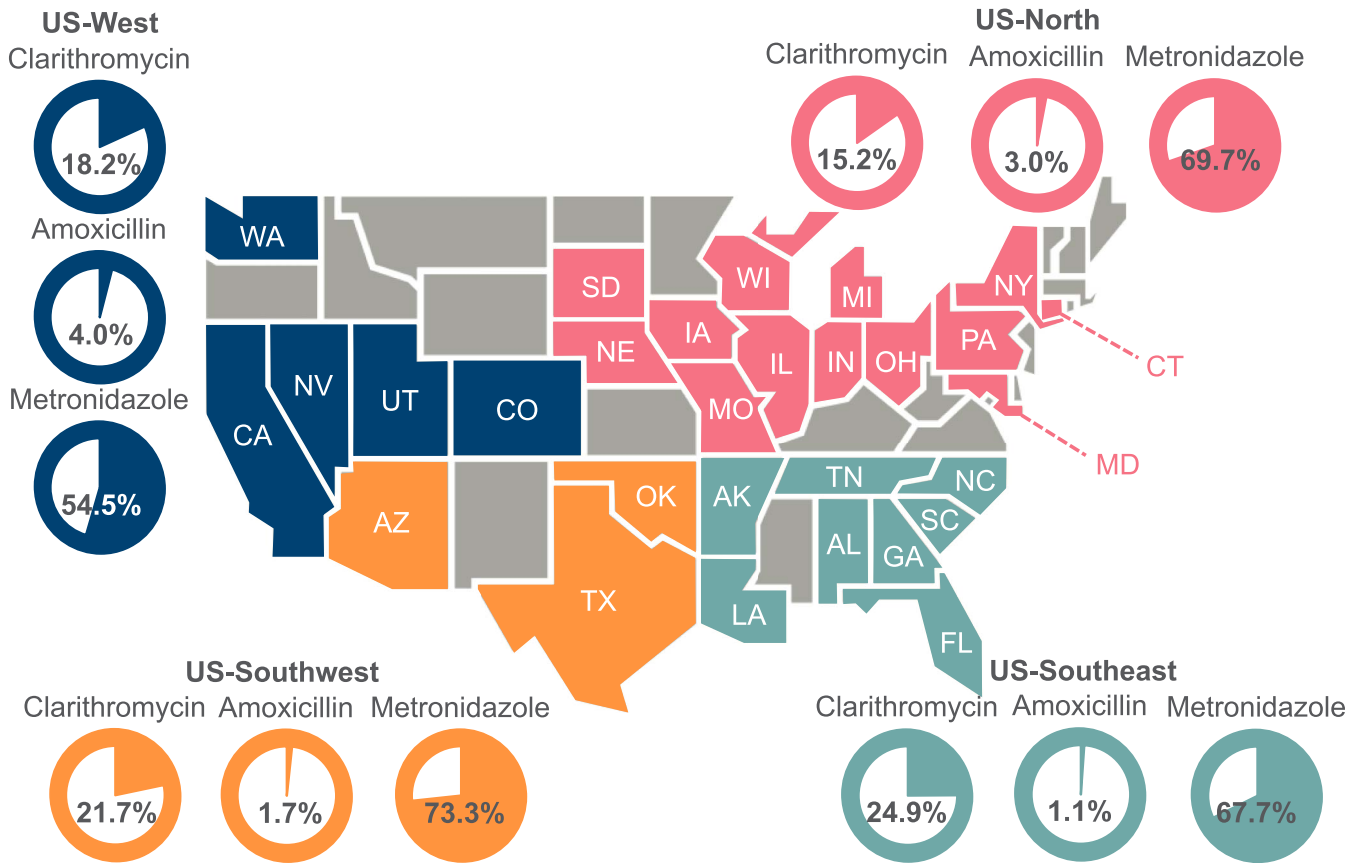 US-West
Clarithromycin
18.2%
Amoxicillin
4.0%
Metronidazole
54.5%
US-North
Clarithromycin Amoxicillin Metronidazole
15.2% 3.0% 69.7%
WA
SD
WI
MI
NY
NE
IA
IL
IN
OH
PA
CT
NV
UT
CO
CA
MO
MD
AZ
OK
TX
AK
TN
NC
SC
AL
GA
LA
FL
US-Southwest
Clarithromycin Amoxicillin Metronidazole
21.7% 1.7% 73.3%
US-Southeast
Clarithromycin Amoxicillin Metronidazole
24.9% 1.1% 67.7%